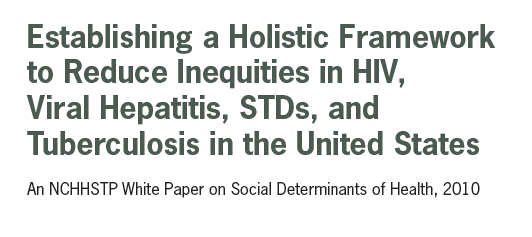 Establishing a Holistic Framework
to Reduce Inequities in HIV,
Viral Hepatitis, STDs, and
Tuberculosis in the United States
An NCHHSTP White Paper on Social Determinants of Health, 2010